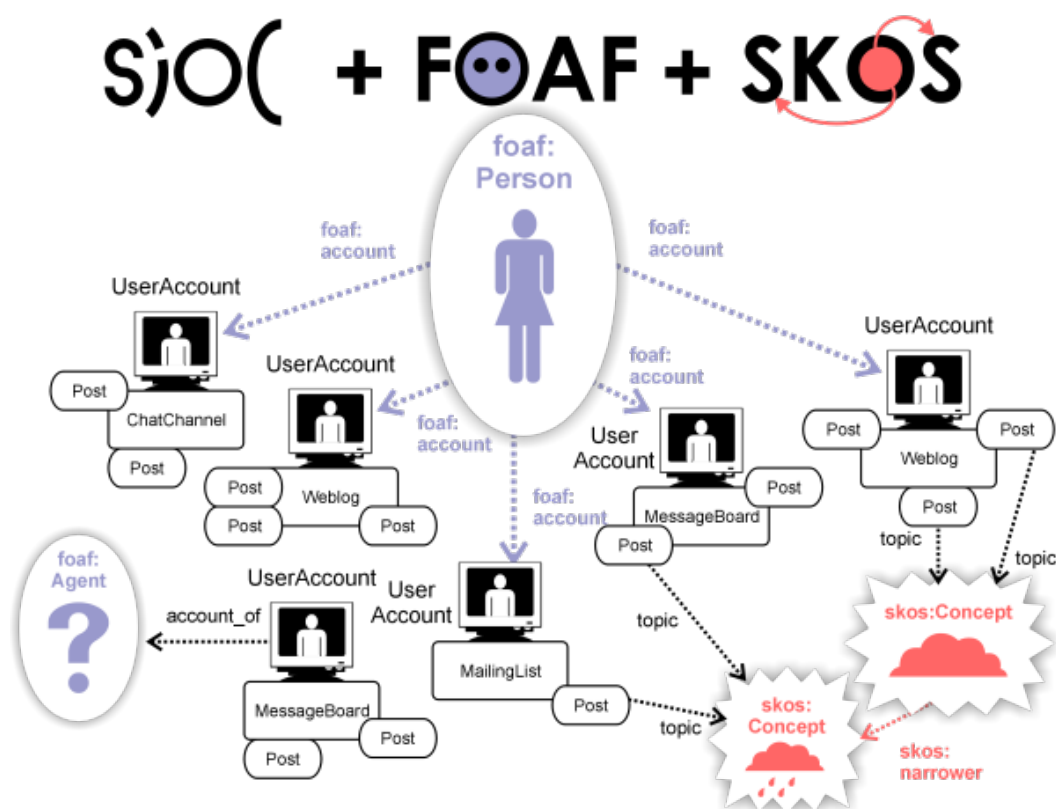 SiOC + FOAF + SKOS
foaf:
Person
foaf:
account
foaf:
account
UserAccount
UserAccount
UserAccount
foaf:
account
Post
ChatChannel
Post
foaf:
account
User
Account
Post
Weblog
Post
Post
Weblog
Post
Post
Post
foaf:
account
Post
MessageBoard
Post
topic
topic
foaf:
Agent
account_of
UserAccount
User
Account
topic
skos:Concept
MessageBoard
Post
Post
MailingList
Post
topic
skos:
Concept
skos:
narrower